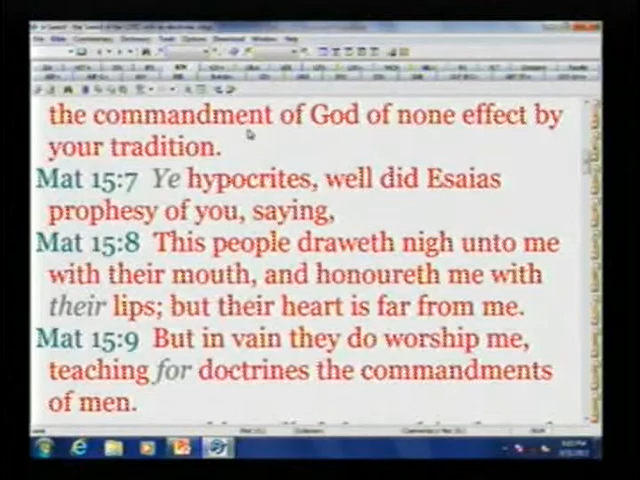 the commandment of God of none effect by
your tradition.
Mat 15:7 Ye hypocrites, well did Esaias
prophesy of you, saying,
Mat 15:8 This people draweth nigh unto me
with their mouth, and honoureth me with
their lips; but their heart is far from me.
Mat 15:9 But in vain they do worship me,
teaching for doctrines the commandments
of men.